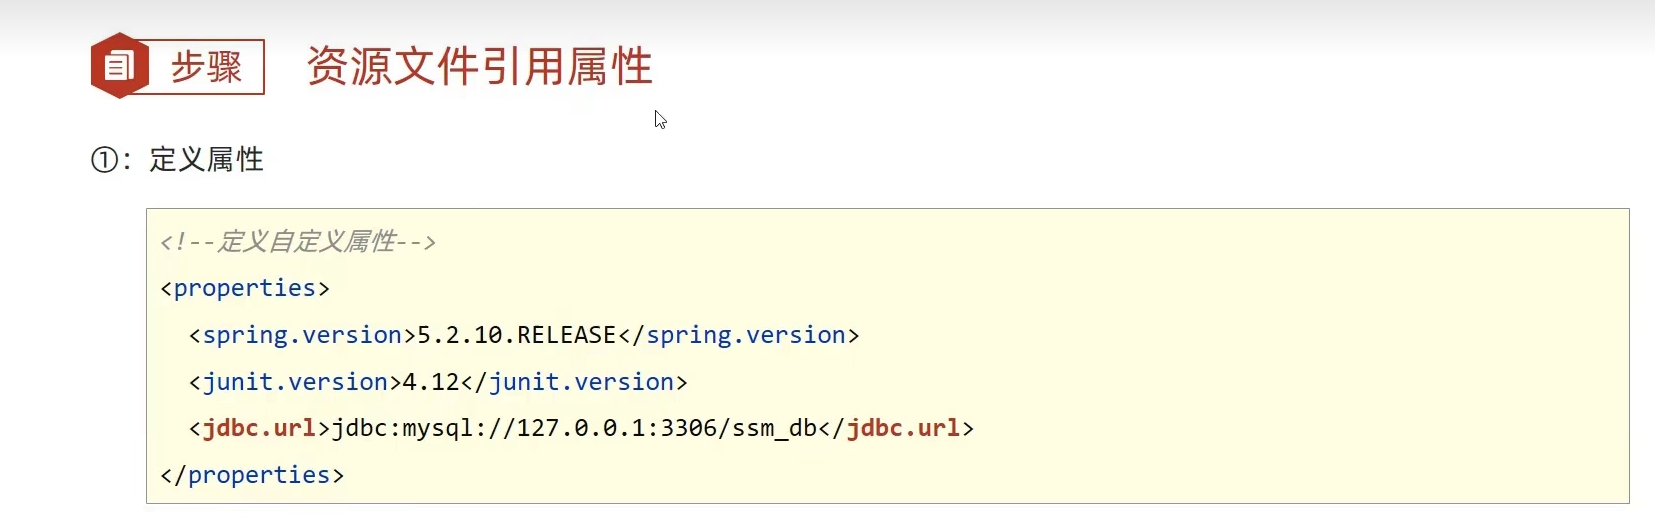 步骤 资源文件引用属性
①：定义属性
<!--定义自定义属性-->
<properties>
<spring.version>5.2.10.RELEASE</spring.version>
<junit.version>4.12</junit.version>
<jdbc.url>jdbc:mysql://127.0.0.1:3306/ssm_db</jdbc.url>
</properties>